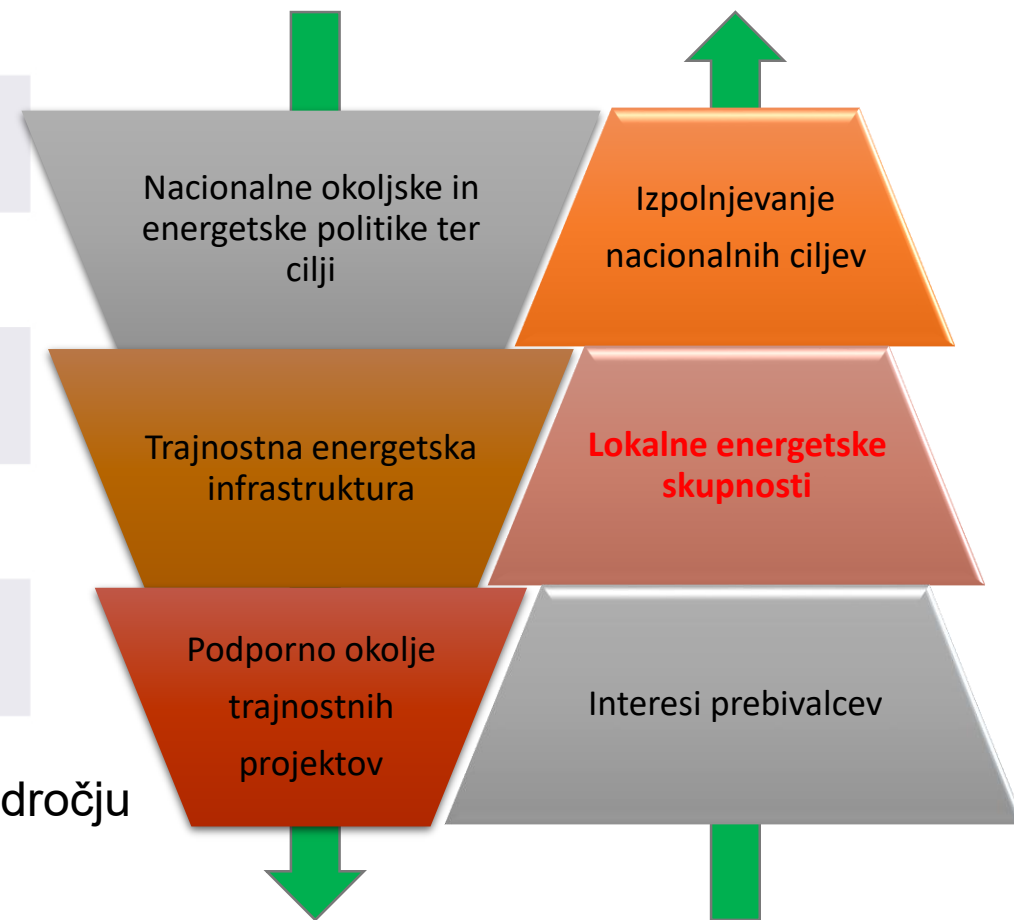 Nacionalne okoljske in
energetske politike ter
cilji
Izpolnjevanje
nacionalnih ciljev
Trajnostna energetska
infrastruktura
Lokalne energetske
skupnosti
Podporno okolje
trajnostnih
projektov
Interesi prebivalcev
dročju